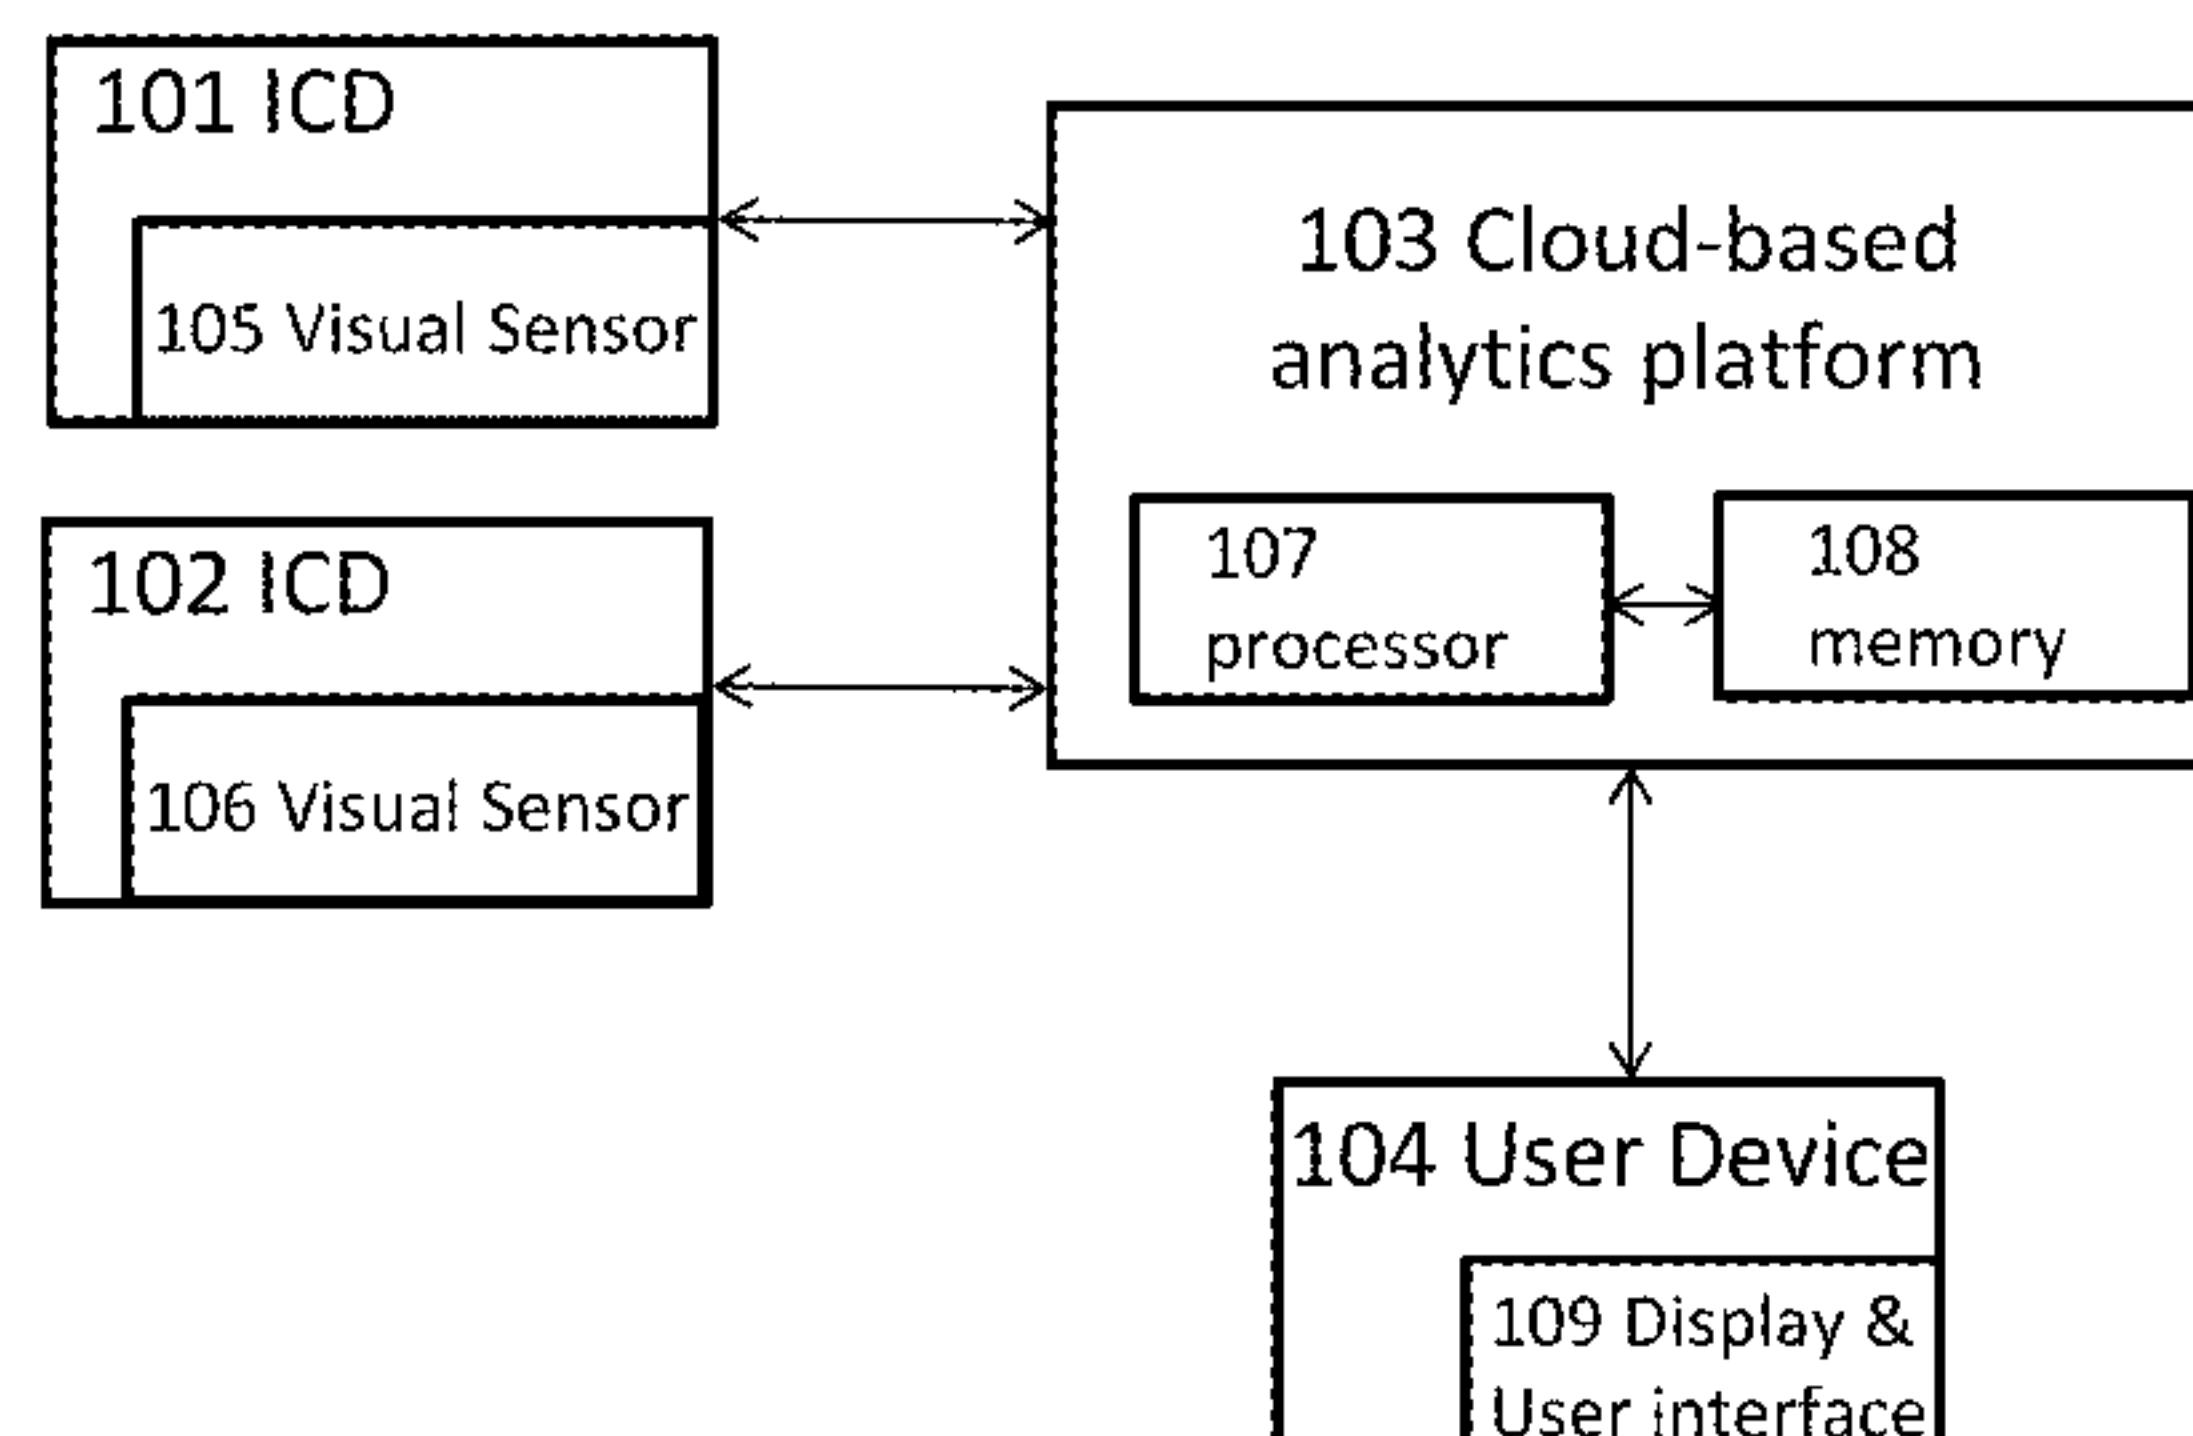 101 ICD
105 Visual Sensor
102 ICD
106 Visual Sensor
103 Cloud-based
analytics platform
107
processor
108
memory
104 User Device
109 Display &
User interface